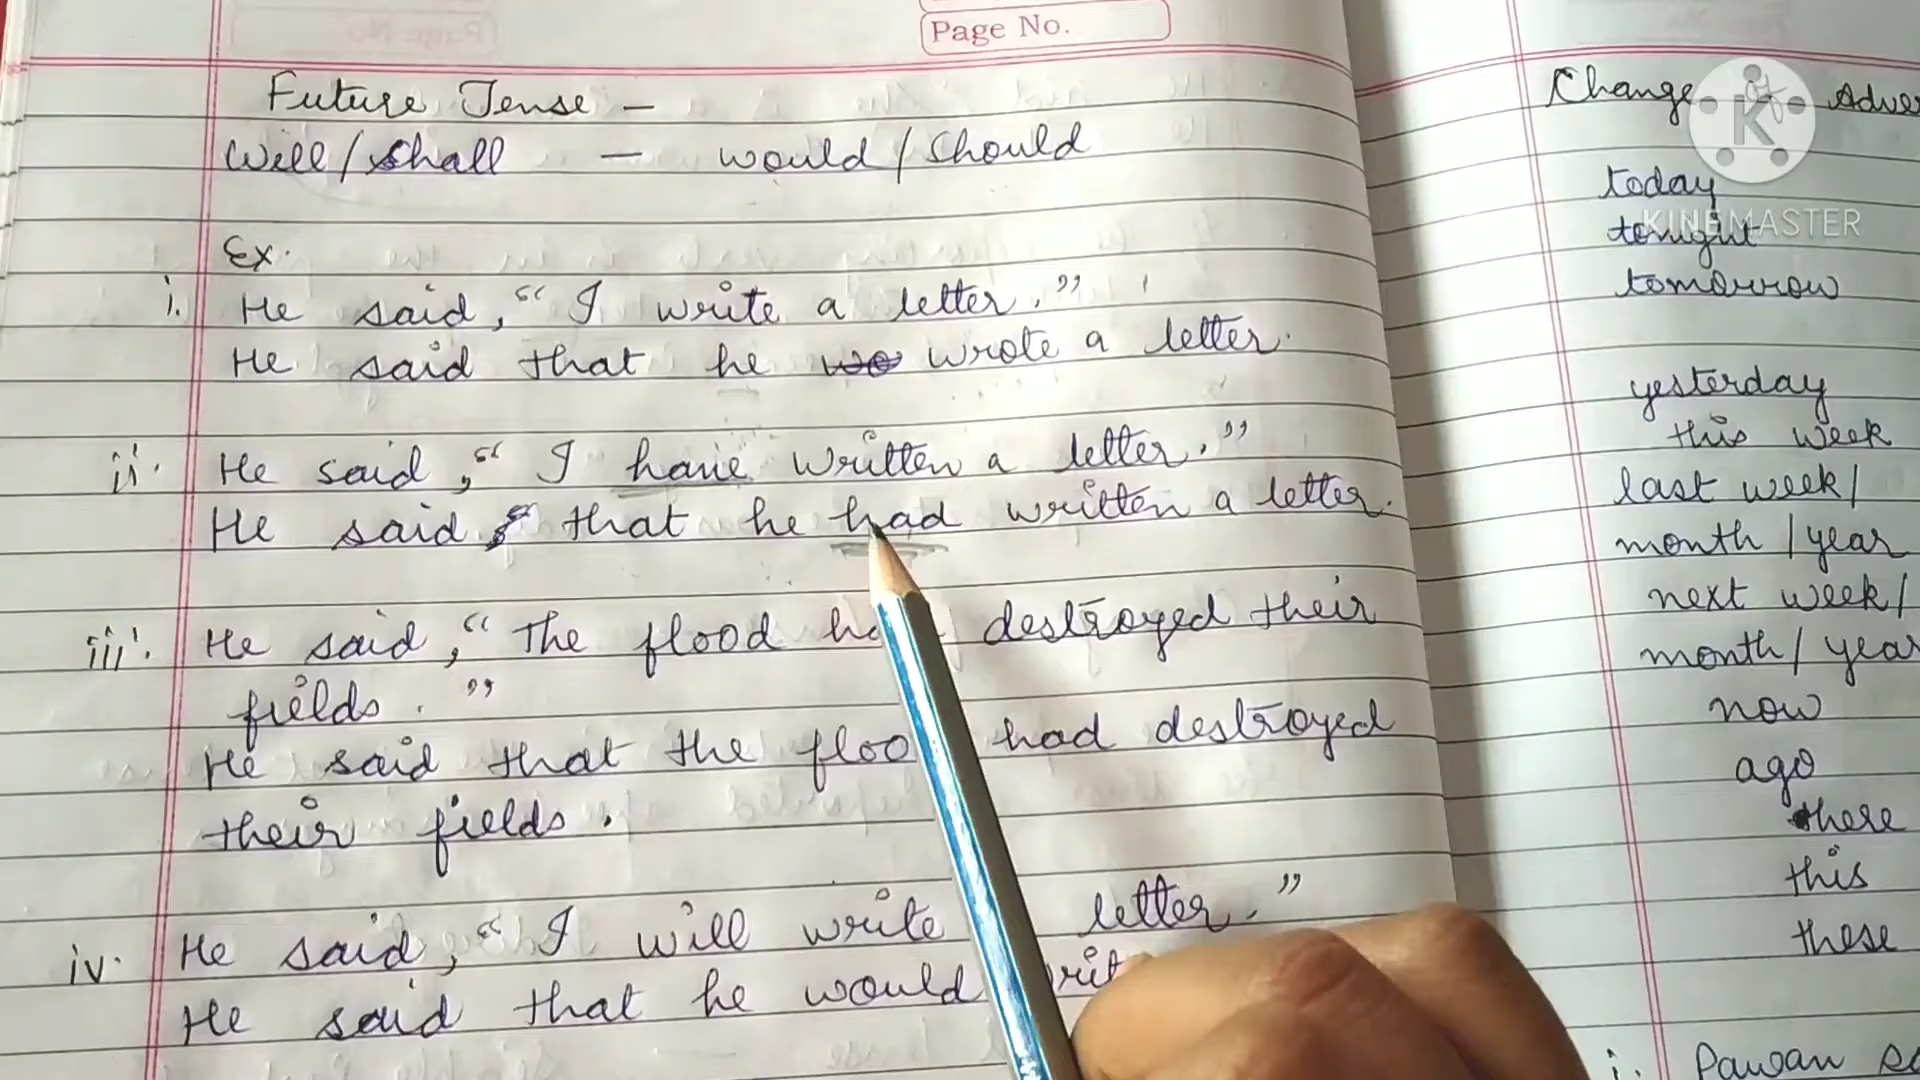 Page No.
Future Tense –
Will/shall – would/should
Ex.
i. He said, "I write a letter."
He said that he wrote a letter.
ii. He said, "I have written a letter."
He said that he had written a letter.
iii. He said, "The flood destroyed their
fields."
He said that the had destroyed
their fields.
iv. He said, "I will write letter."
He said that he would
Change
today
tonight
tomorrow
yesterday
this week
last week/
month/year
next week/
month/year
now
ago
these
i. Pawan
this
KINEMASTER